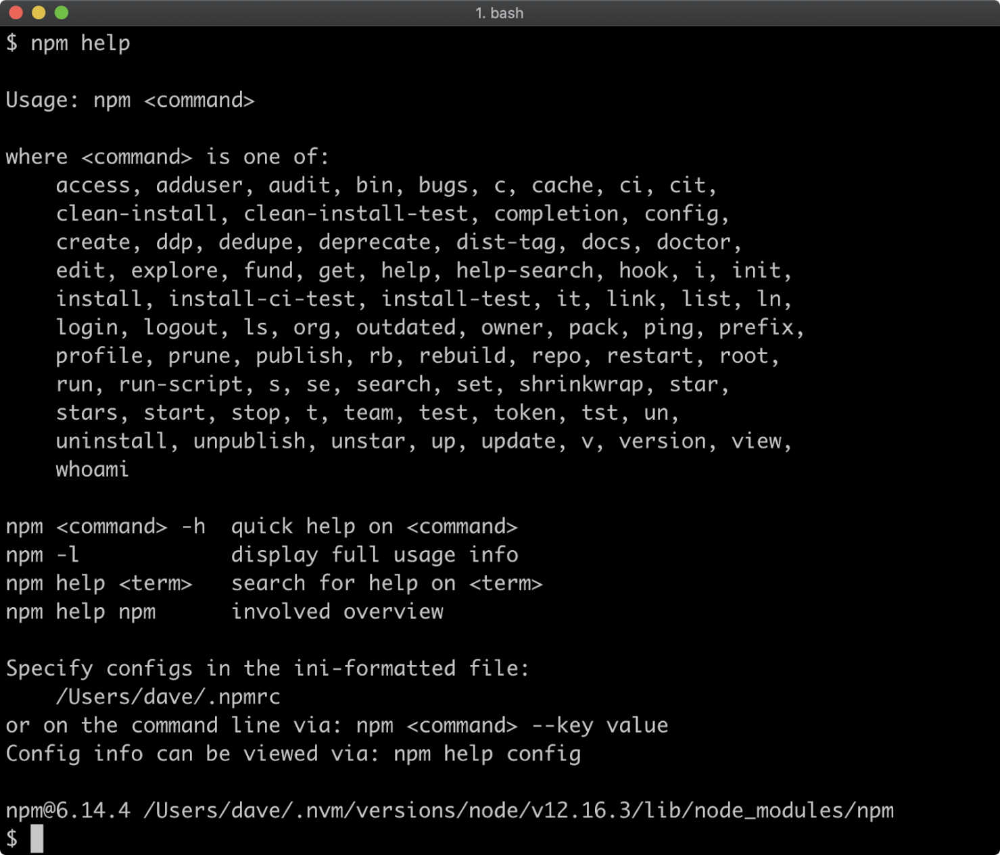 1. bash
$ npm help
Usage: npm <command>
where <command> is one of:
    access, adduser, audit, bin, bugs, c, cache, ci, cit,
    clean-install, clean-install-test, completion, config,
    create, ddp, dedupe, deprecate, dist-tag, docs, doctor,
    edit, explore, fund, get, help, help-search, hook, i, init,
    install, install-ci-test, install-test, it, link, list, ln,
    login, logout, ls, org, outdated, owner, pack, ping, prefix,
    profile, prune, publish, rb, rebuild, repo, restart, root,
    run, run-script, s, se, search, set, shrinkwrap, star,
    stars, start, stop, t, team, test, token, tst, un,
    uninstall, unpublish, unstar, up, update, v, version, view,
    whoami
npm <command> -h  quick help on <command>
npm -l            display full usage info
npm help <term>   search for help on <term>
npm help npm      involved overview
Specify configs in the ini-formatted file:
    /Users/dave/.npmrc
or on the command line via: npm <command> --key value
Config info can be viewed via: npm help config
npm@6.14.4 /Users/dave/.nvm/versions/node/v12.16.3/lib/node_modules/npm
$